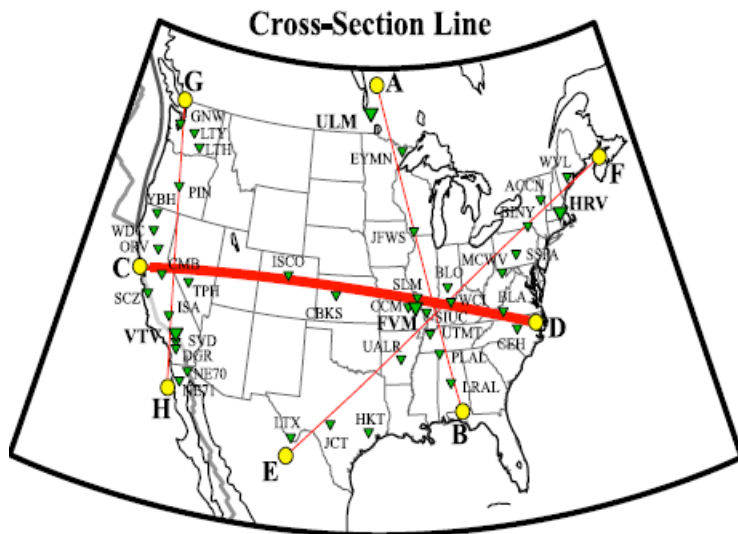 Cross-Section Line
G
A
GNW
ULM
LTY
LTH
EYMN
WVL
F
ACCN
PIN
HRV
YBH
BINY
WDC
JFWS
ORV
MCWV
SSPA
C
CMB
ISCO
BLO
SLM
SCZ
TPH
CBKS
CCM
WCI
BLA
ISA
FVM
SIUC
D
VTV
SVD
UTMT
CEH
DGR
UALR
PLAL
NE70
H
NE71
LRAL
LTX
HKT
B
JCT
E